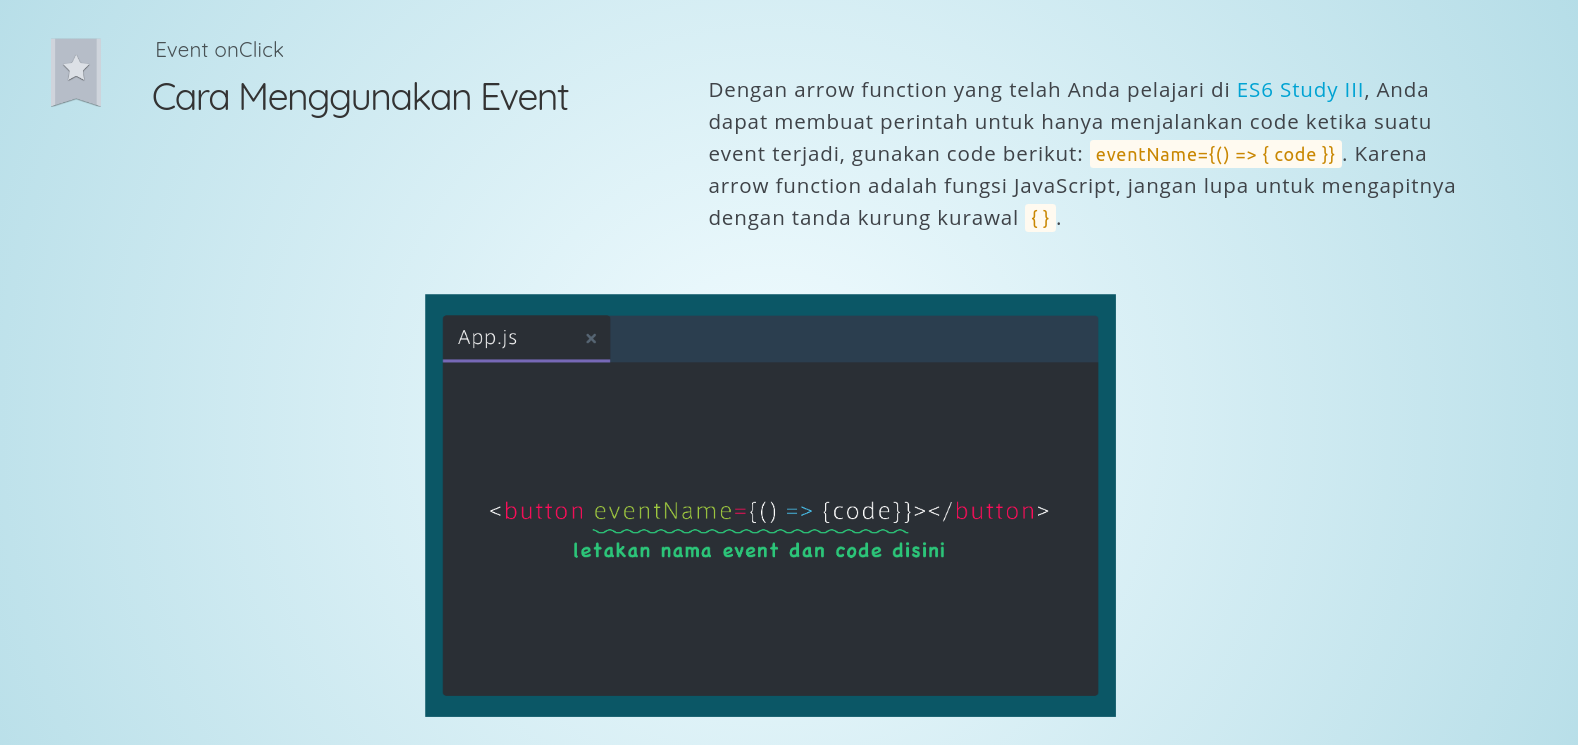 Event onClick
Cara Menggunakan Event
Dengan arrow function yang telah Anda pelajari di ES6 Study III, Anda
dapat membuat perintah untuk hanya menjalankan code ketika suatu
event terjadi, gunakan code berikut: eventName={() => { code }}. Karena
arrow function adalah fungsi JavaScript, jangan lupa untuk mengapitnya
dengan tanda kurung kurawal { }.
App.js ×
<button eventName={() => {code}}></button>
letakan nama event dan code disini